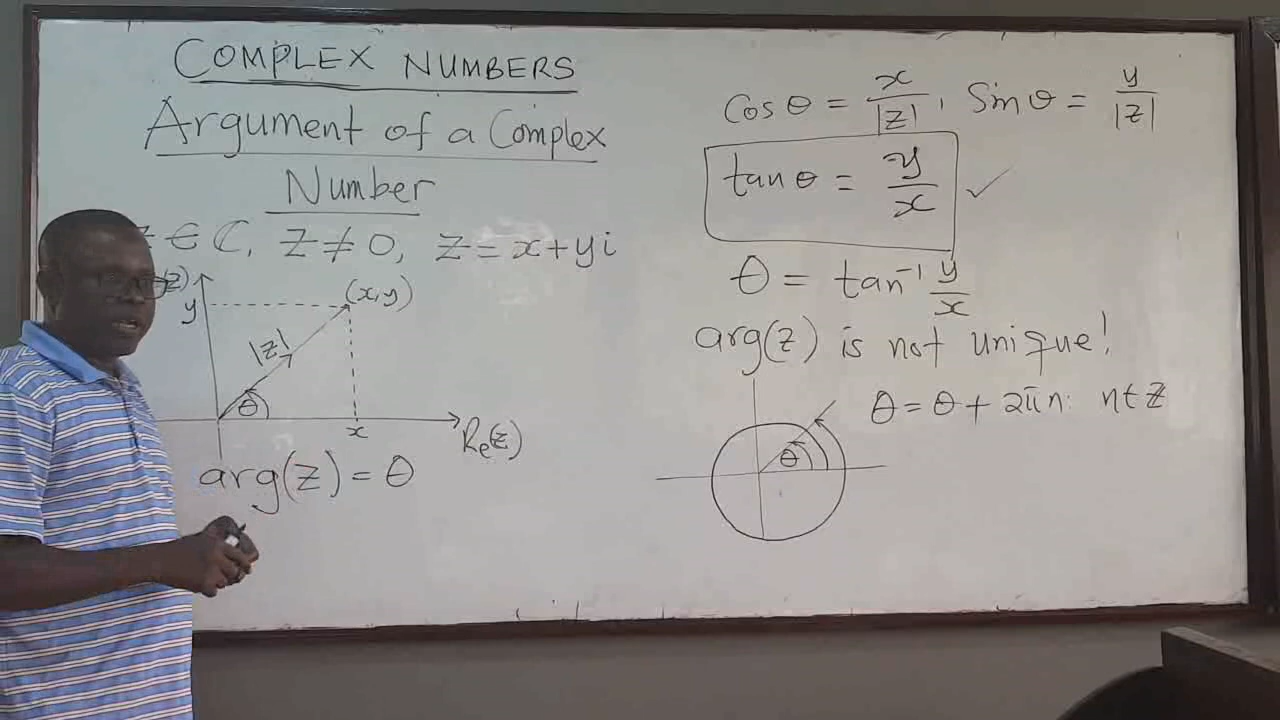 COMPLEX NUMBERS
Argument of a Complex
Number
z ∈ ℂ, z ≠ 0, z = x + yi
(z)
y
(x,y)
|z|
θ
x
Re(z)
arg(z) = θ
Cos θ = x/|z|, Sin θ = y/|z|
tan θ = y/x ✓
θ = tan⁻¹ y/x
arg(z) is not unique!
θ = θ + 2πn: n ∈ ℤ
θ